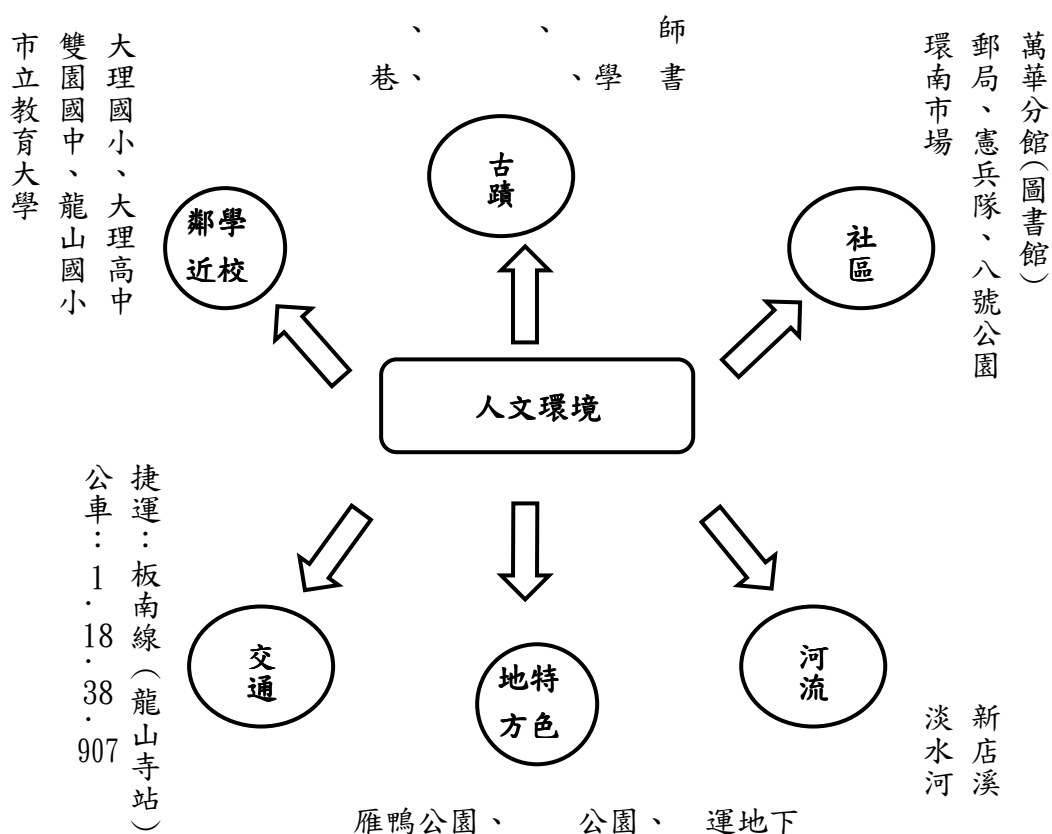 、 、 師
巷、 、學 書
古蹟
大理國小、大理高中
雙園國中、龍山國小
市立教育大學
鄰近
學校
萬華分館(圖書館)
郵局、憲兵隊、八號公園
環南市場
社區
人文環境
捷運：板南線(龍山寺站)
公車：1．18．38．907
交通
地方
特色
雁鴨公園、 公園、 運地下
河流
新店溪
淡水河